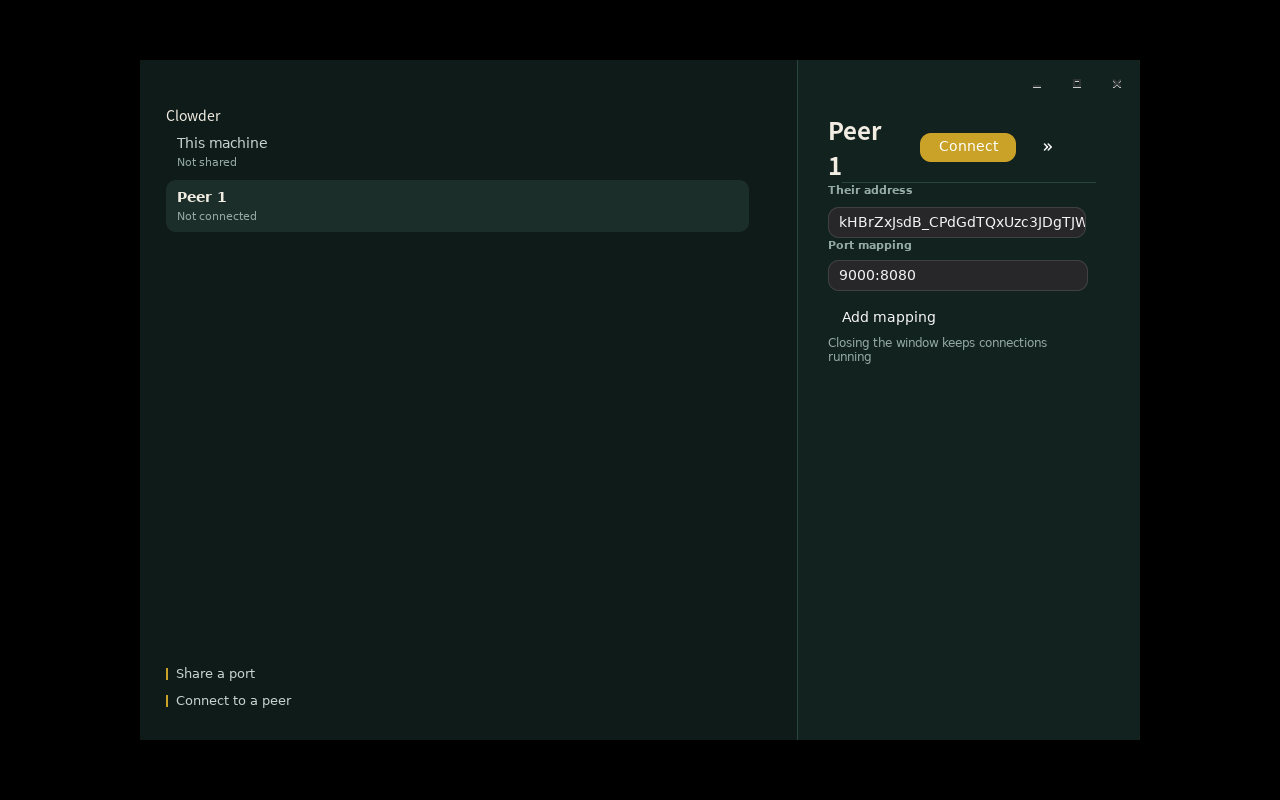 Clowder
This machine
Not shared
Peer 1
Not connected
Share a port
Connect to a peer
Peer
1
Connect
»
Their address
kHBrZxJsdB_CPdGdTQxUzc3JDgTJW
Port mapping
9000:8080
Add mapping
Closing the window keeps connections
running